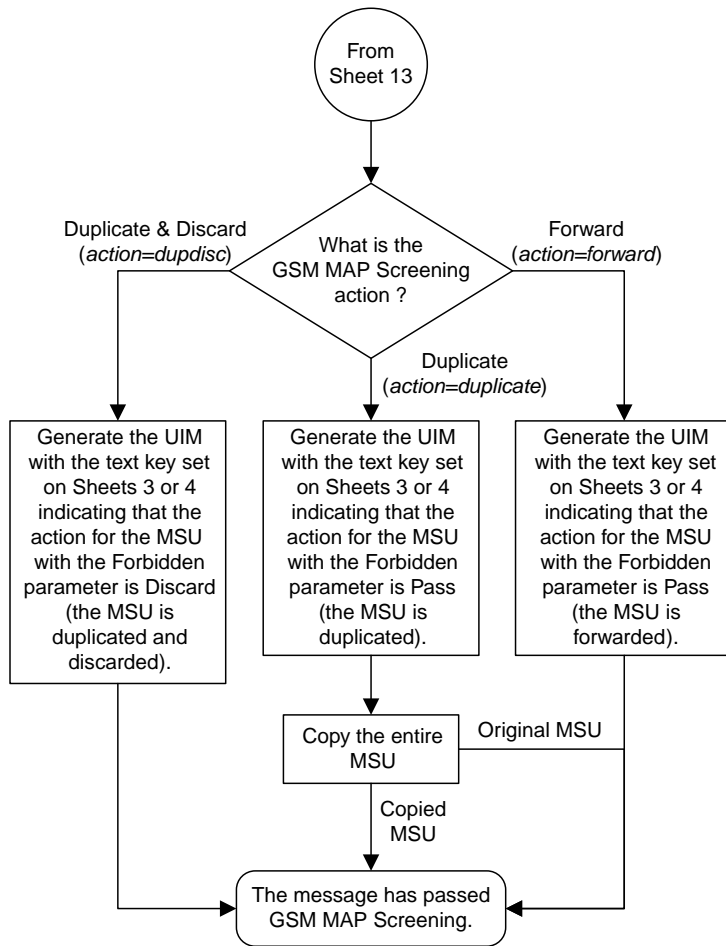 From
Sheet 13
Duplicate & Discard
(action=dupdisc)
What is the
GSM MAP Screening
action ?
Forward
(action=forward)
Duplicate
(action=duplicate)
Generate the UIM
with the text key set
on Sheets 3 or 4
indicating that the
action for the MSU
with the Forbidden
parameter is Discard
(the MSU is
duplicated and
discarded).
Generate the UIM
with the text key set
on Sheets 3 or 4
indicating that the
action for the MSU
with the Forbidden
parameter is Pass
(the MSU is
duplicated).
Generate the UIM
with the text key set
on Sheets 3 or 4
indicating that the
action for the MSU
with the Forbidden
parameter is Pass
(the MSU is
forwarded).
Copy the entire
MSU
Original MSU
Copied
MSU
The message has passed
GSM MAP Screening.